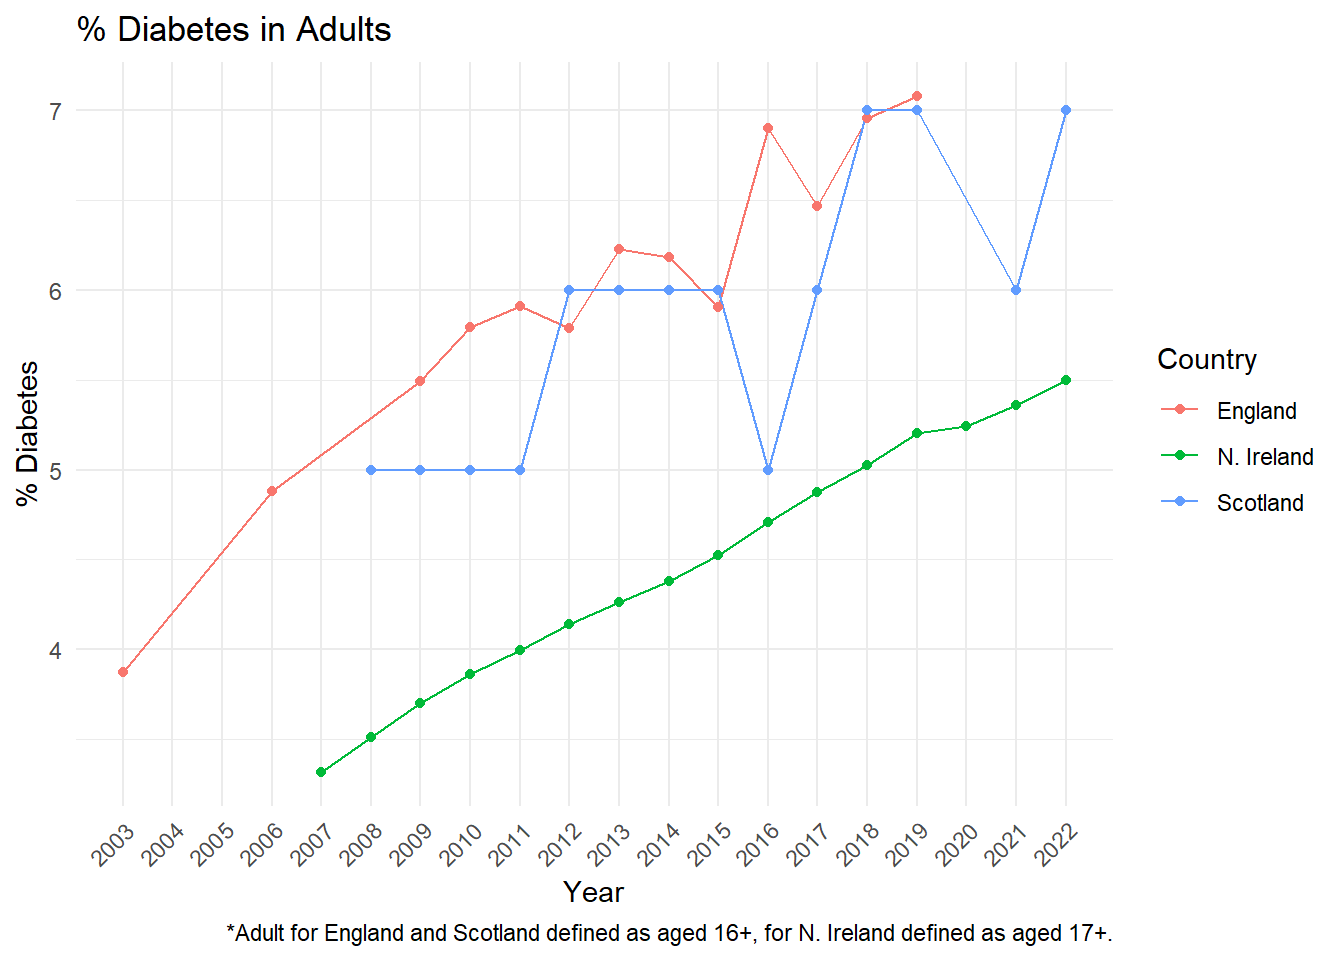 % Diabetes in Adults
% Diabetes
7
6
5
4
2003 2004 2005 2006 2007 2008 2009 2010 2011 2012 2013 2014 2015 2016 2017 2018 2019 2020 2021 2022
Year
Country
England
N. Ireland
Scotland
*Adult for England and Scotland defined as aged 16+, for N. Ireland defined as aged 17+.